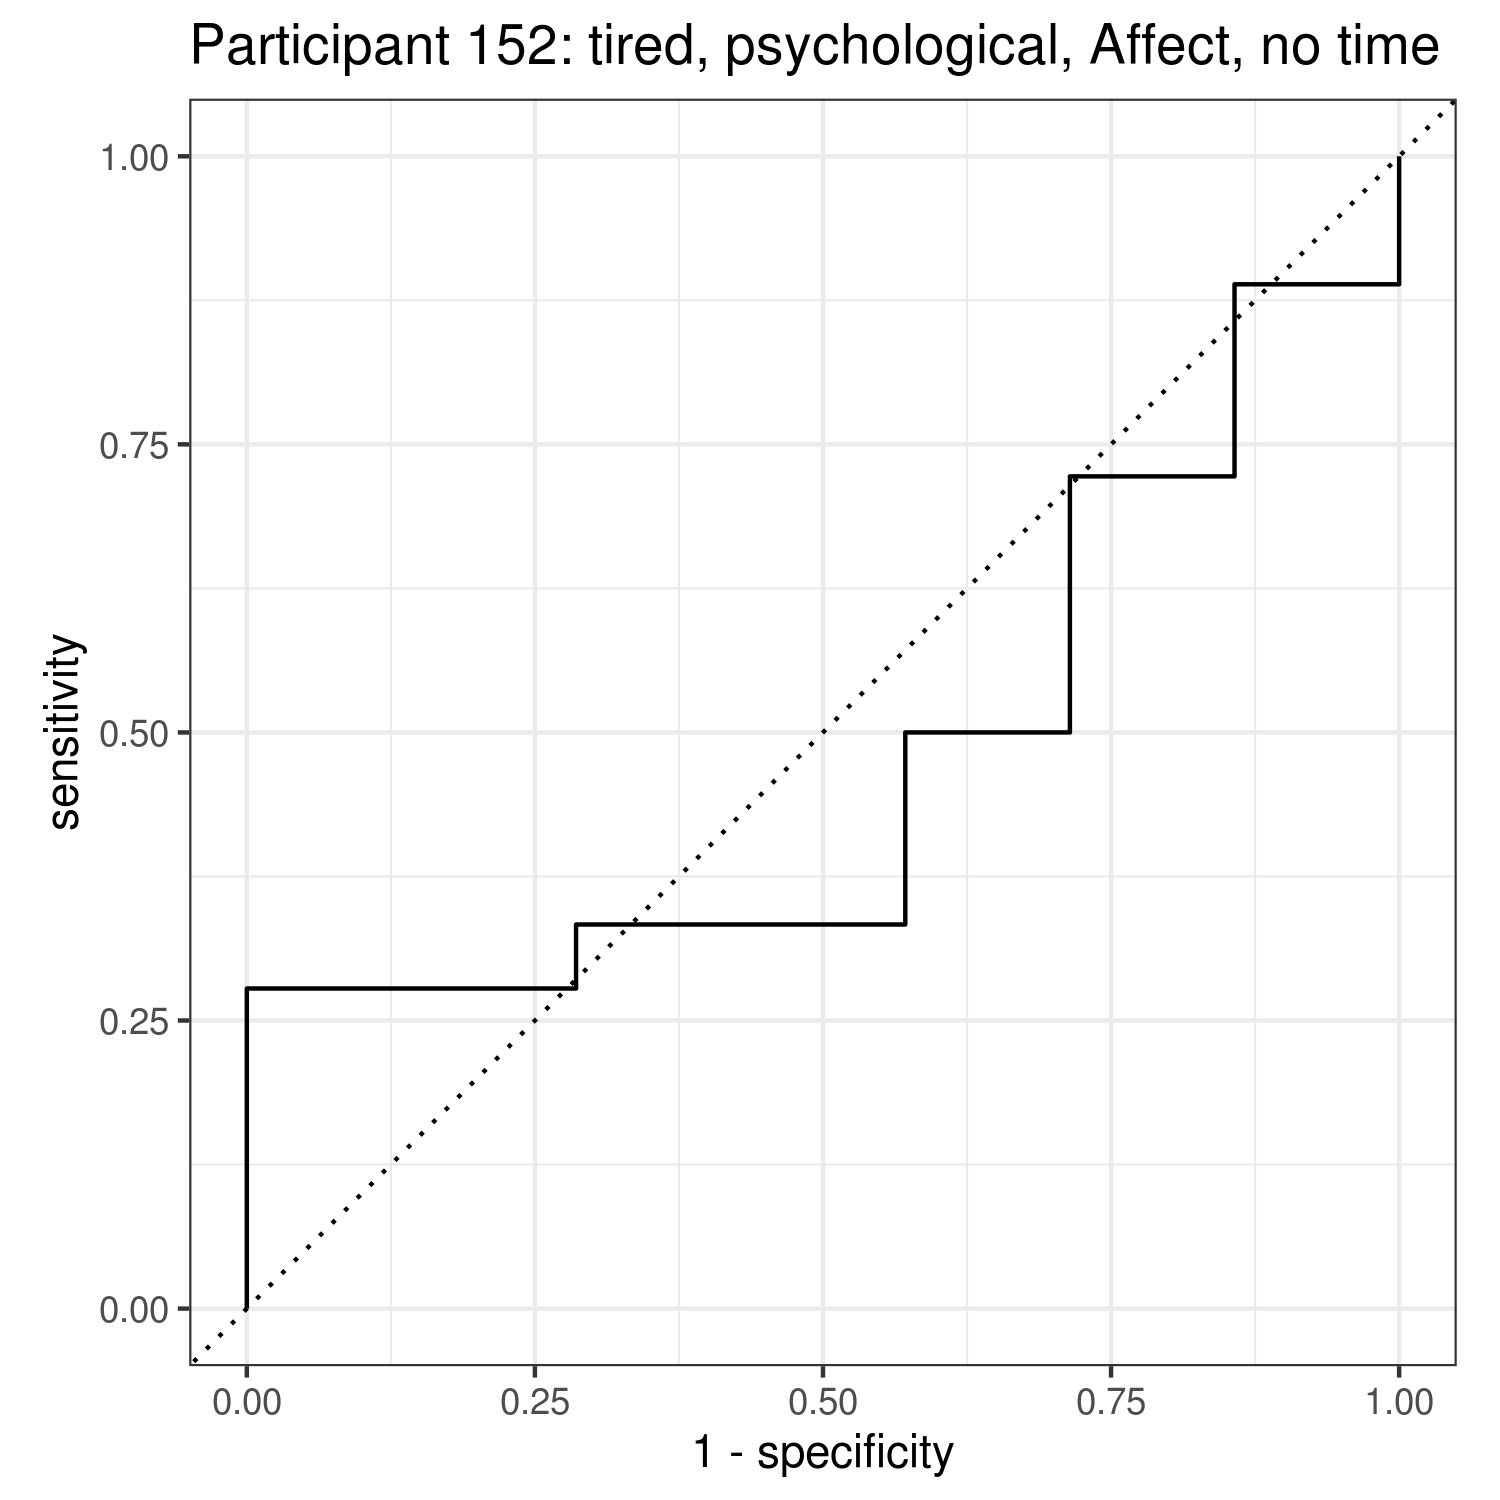 Participant 152: tired, psychological, Affect, no time
1.00
0.75
0.50
0.25
0.00
sensitivity
0.00 0.25 0.50 0.75 1.00
1 - specificity